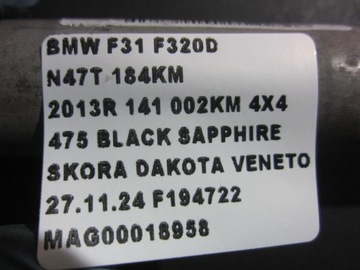 BMW F31 F320D
N47T 184KM
2013R 141 002KM 4X4
475 BLACK SAPPHIRE
SKORA DAKOTA VENETO
27.11.24 F194722
MAG00018958